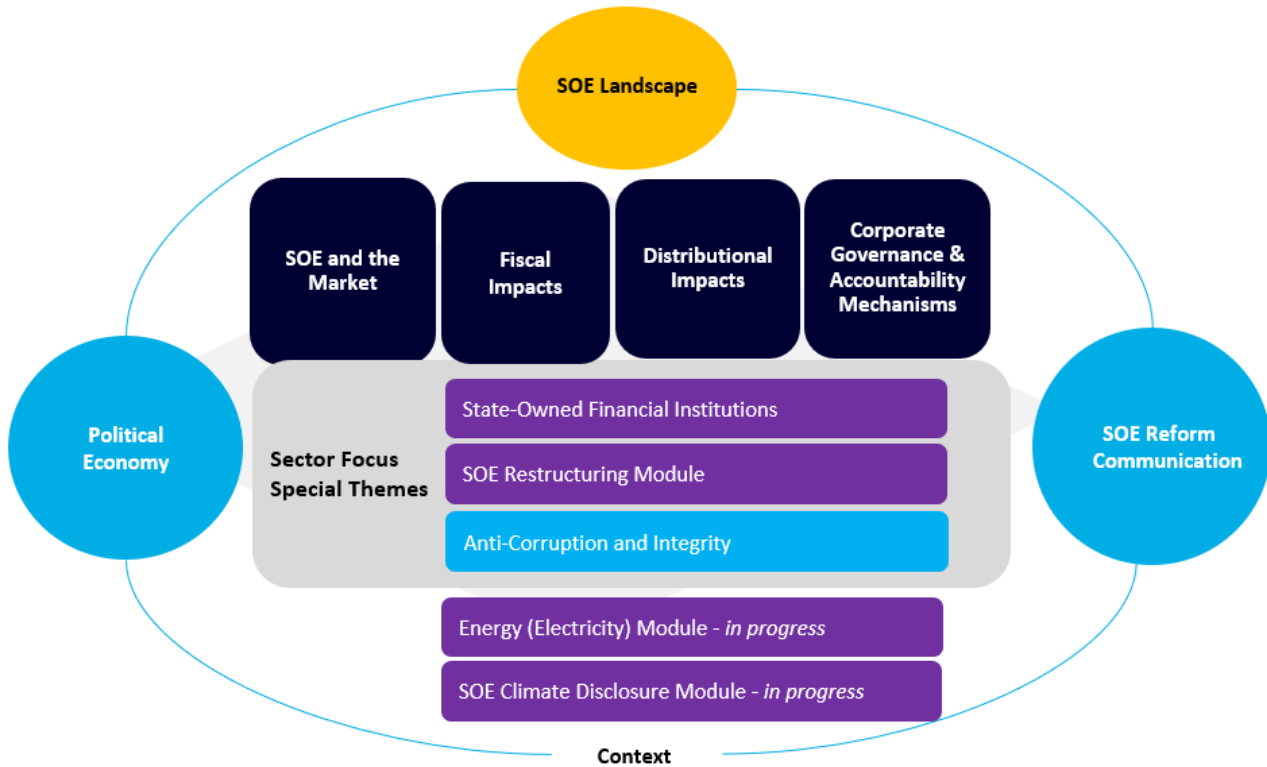 SOE Landscape
SOE and the
Market
Fiscal
Impacts
Distributional
Impacts
Corporate
Governance &
Accountability
Mechanisms
Political
Economy
Sector Focus
Special Themes
State-Owned Financial Institutions
SOE Restructuring Module
Anti-Corruption and Integrity
SOE Reform
Communication
Energy (Electricity) Module - in progress
SOE Climate Disclosure Module - in progress
Context